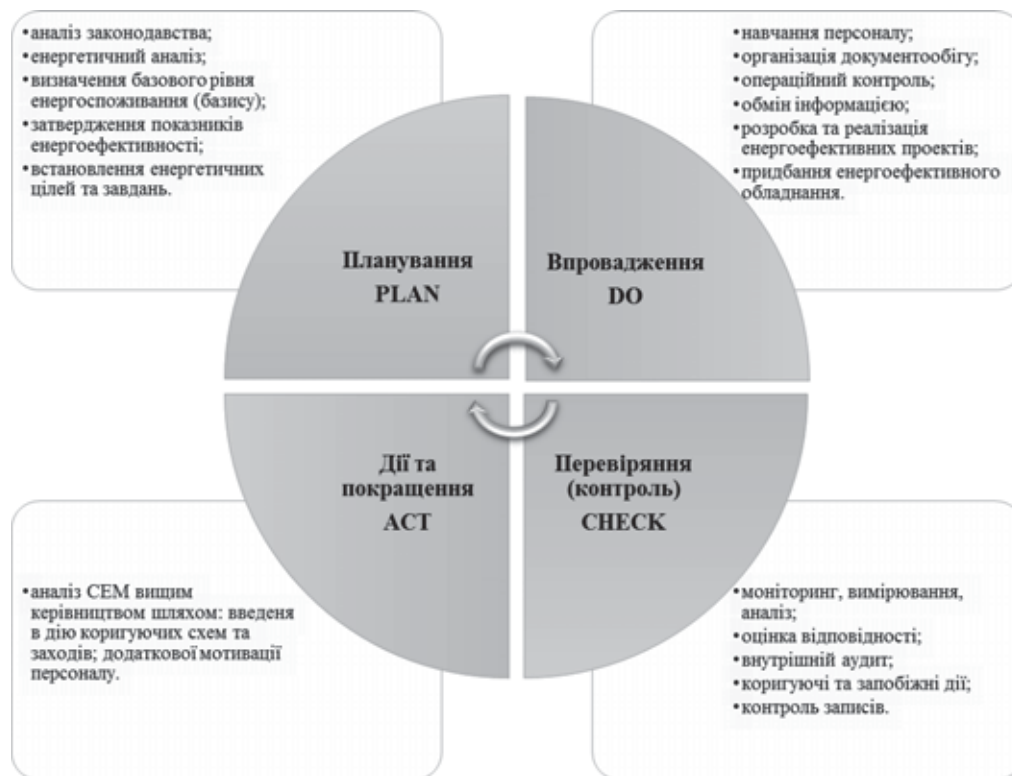 •аналіз законодавства;
•енергетичний аналіз;
•визначення базового рівня
енергоспоживання (базису);
•затвердження показників
енергоефективності;
•встановлення енергетичних
цілей та завдань.
•навчання персоналу;
•організація документообігу;
•операційний контроль;
•обмін інформацією;
•розробка та реалізація
енергоефективних проектів;
•придбання енергоефективного
обладнання.
Планування
PLAN
Впровадження
DO
Дії та
покращення
ACT
Перевіряння
(контроль)
CHECK
•аналіз СЕМ вищим
керівництвом шляхом: введеня
в дію коригуючих схем та
заходів; додаткової мотивації
персоналу.
•моніторинг, вимірювання,
аналіз;
•оцінка відповідності;
•внутрішній аудит;
•коригуючі та запобіжні дії;
•контроль записів.